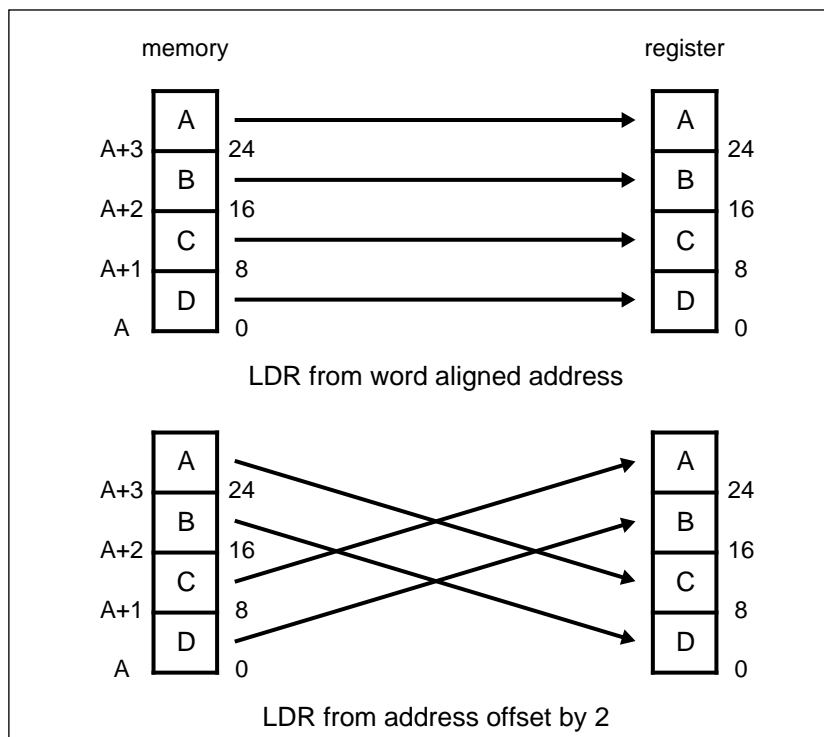 memory register
A A
A+3 24 24
B B
A+2 16 16
C C
A+1 8 8
D D
A 0 0
LDR from word aligned address
A A
A+3 24 24
B B
A+2 16 16
C C
A+1 8 8
D D
A 0 0
LDR from address offset by 2